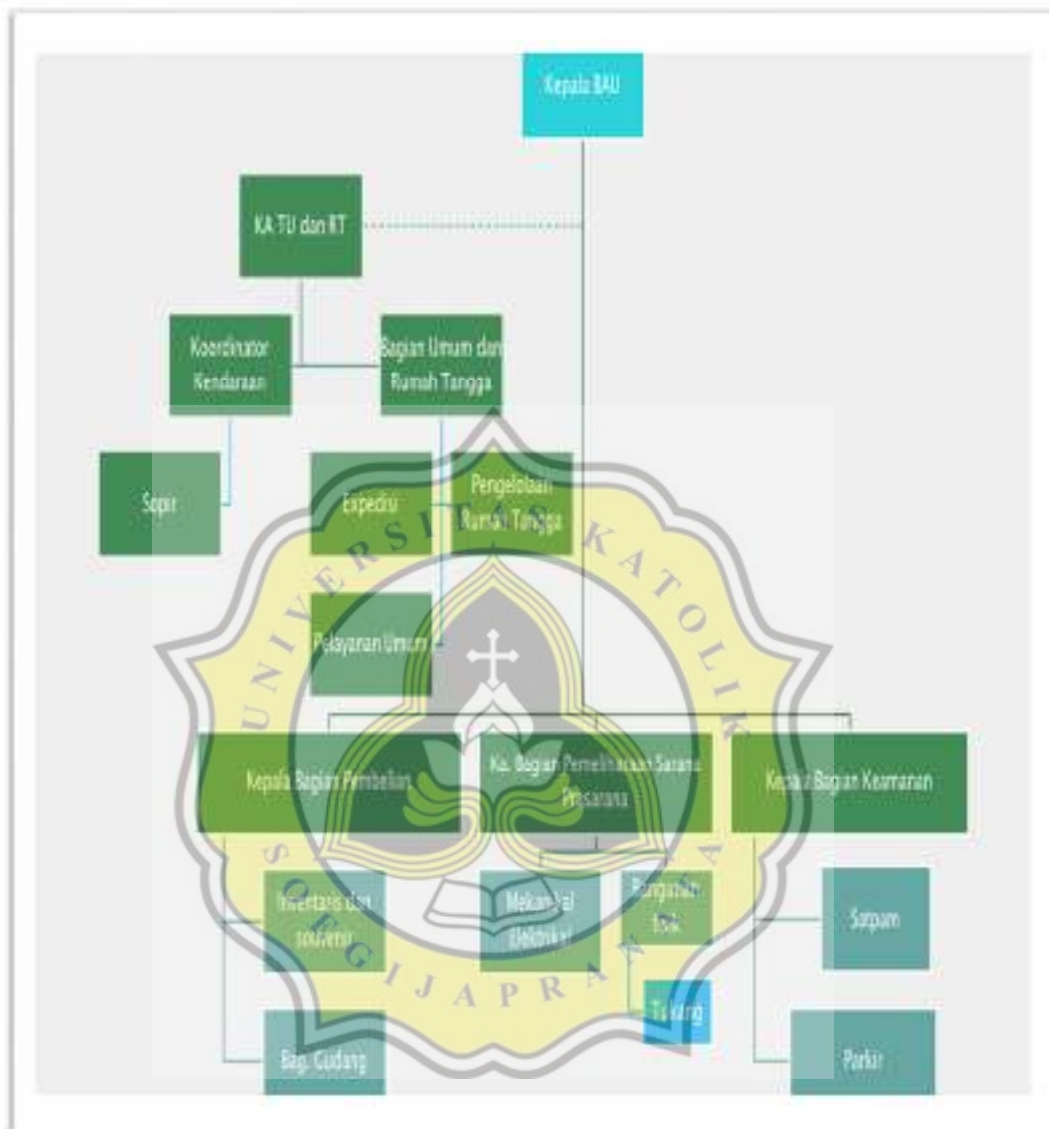 Kepala BAU
KA TU dan RT
Koordinator
Kendaraan
Bagian Umum dan
Rumah Tangga
Sopir
Expedisi
Pengelolaan
Rumah Tangga
Pelayanan Umum
Kepala Bagian Pembelian
Ka. Bagian Pemeliharaan Sarana
Prasarana
Kepala Bagian Keamanan
Inventaris dan
souvenir
Mekanikal
Elektrikal
Bangunan
fisik
Satpam
Tukang
Bag. Gudang
Parkir
UNIVERSITAS KATOLIK
SOEGIJAPRANATA